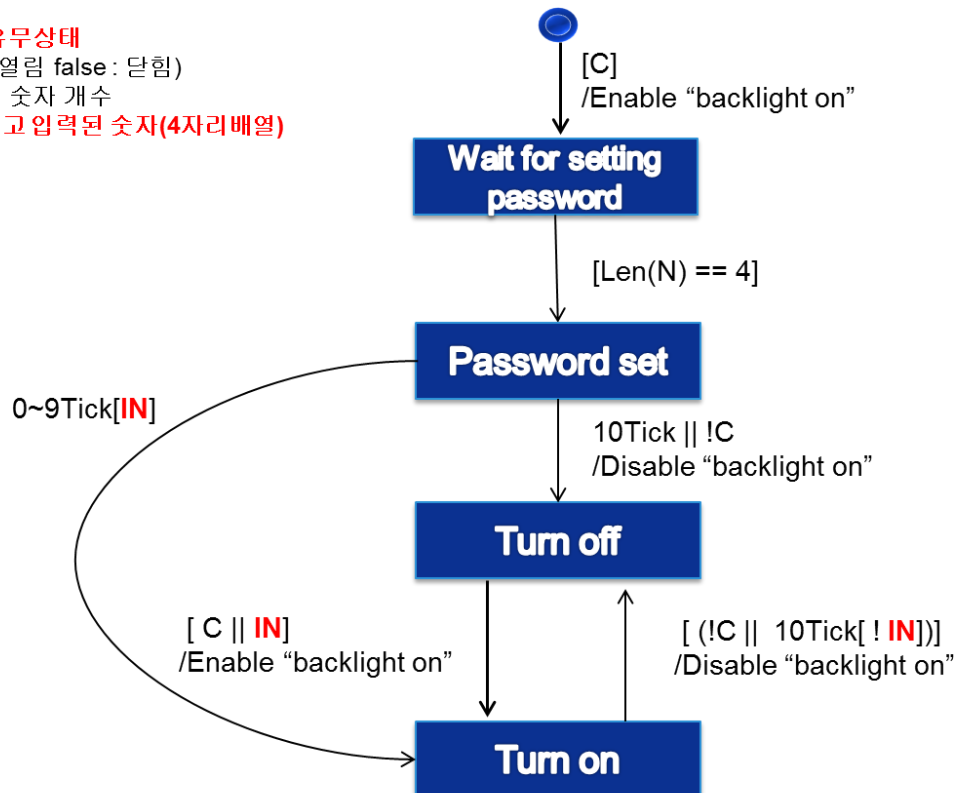 유무상태
열림 false : 닫힘)
숫자 개수
고입력된 숫자(4자리배열)
[C]
/Enable “backlight on”
Wait for setting
password
[Len(N) == 4]
Password set
0~9Tick[IN]
10Tick || !C
/Disable “backlight on”
Turn off
[ C || IN]
/Enable “backlight on”
[ (!C || 10Tick[ ! IN])]
/Disable “backlight on”
Turn on